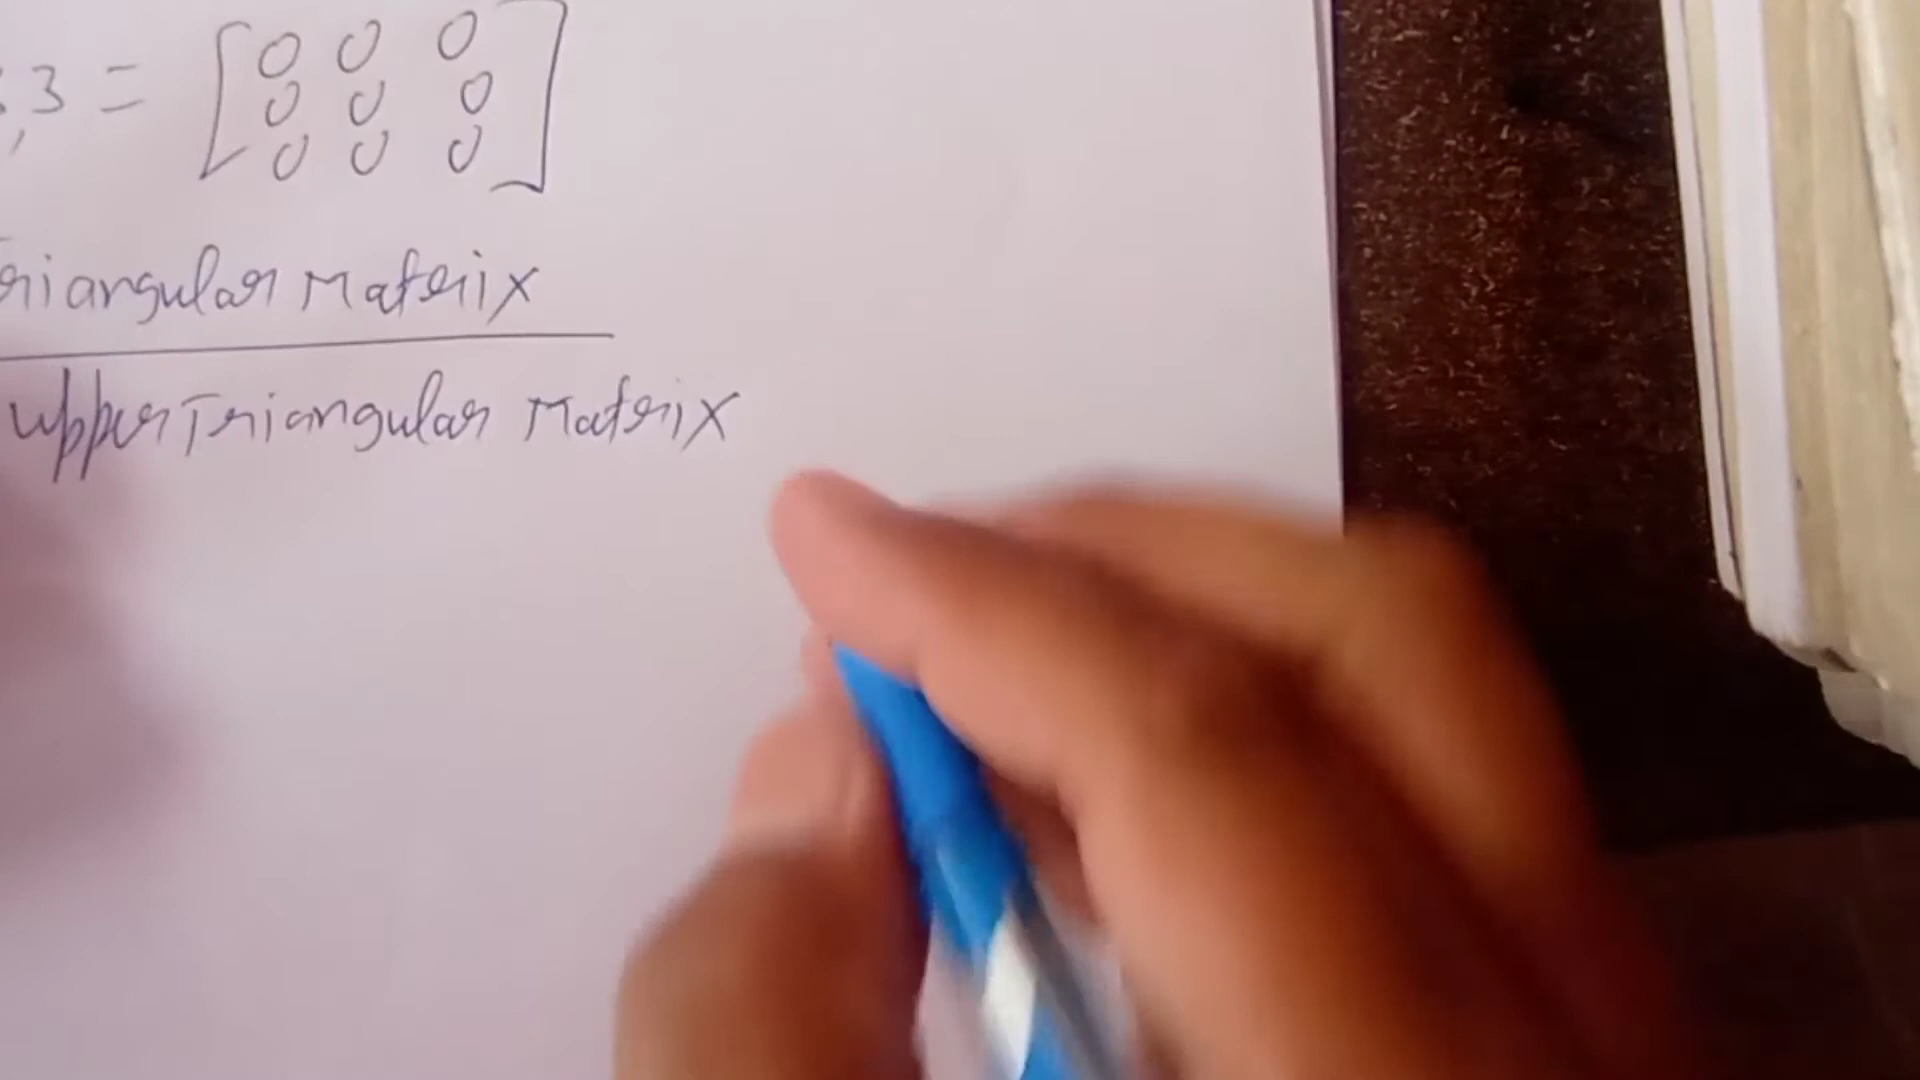 ,3 = [0 0 0
0 0 0
0 0 0]
riangular Matrix
Upper Triangular Matrix